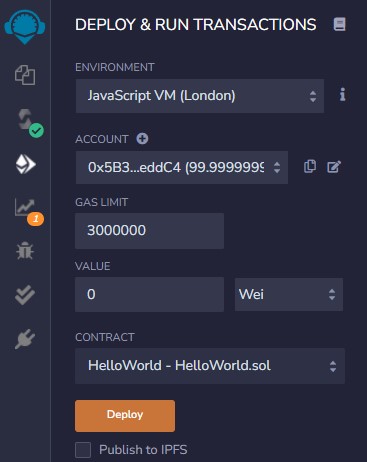 DEPLOY & RUN TRANSACTIONS
ENVIRONMENT
JavaScript VM (London)
ACCOUNT
0x5B3...eddC4 (99.9999999
GAS LIMIT
3000000
VALUE
0 Wei
CONTRACT
HelloWorld - HelloWorld.sol
Deploy
Publish to IPFS
1